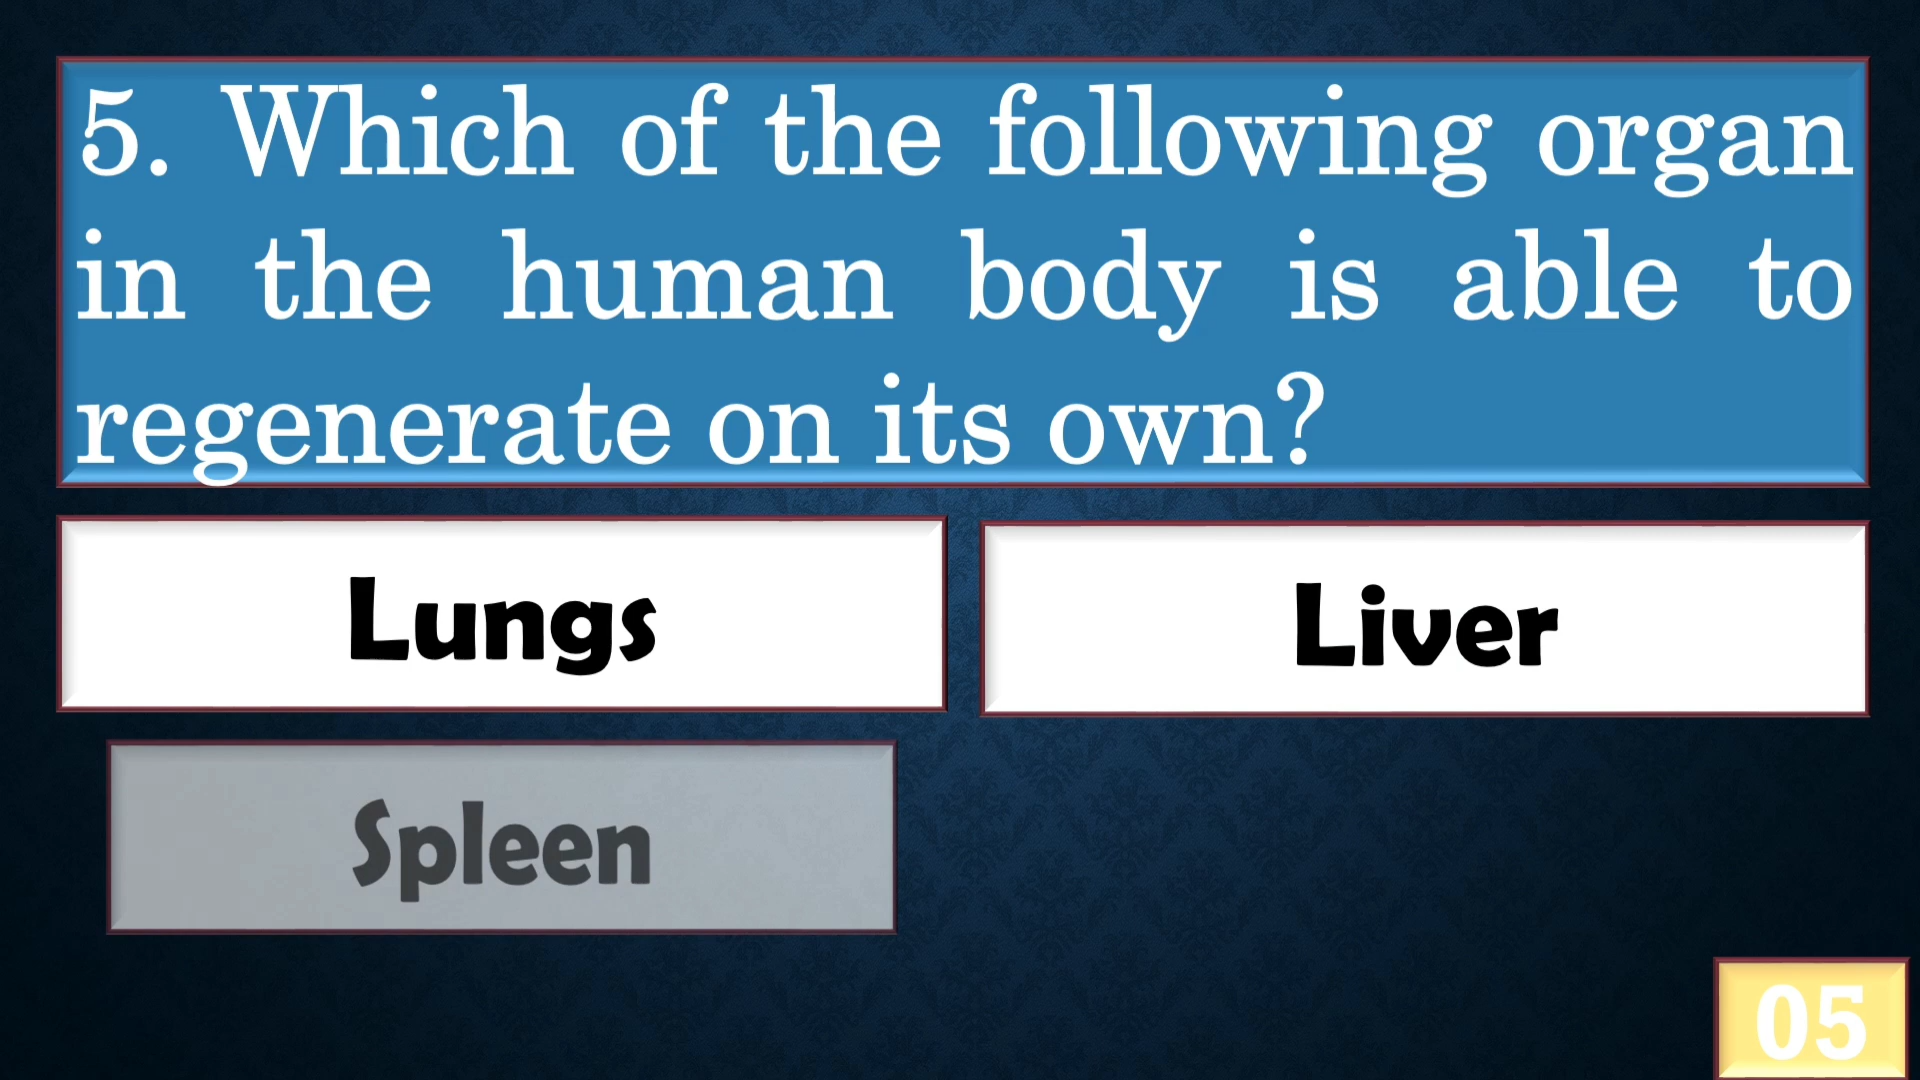 5. Which of the following organ
in the human body is able to
regenerate on its own?
Lungs
Liver
Spleen
05